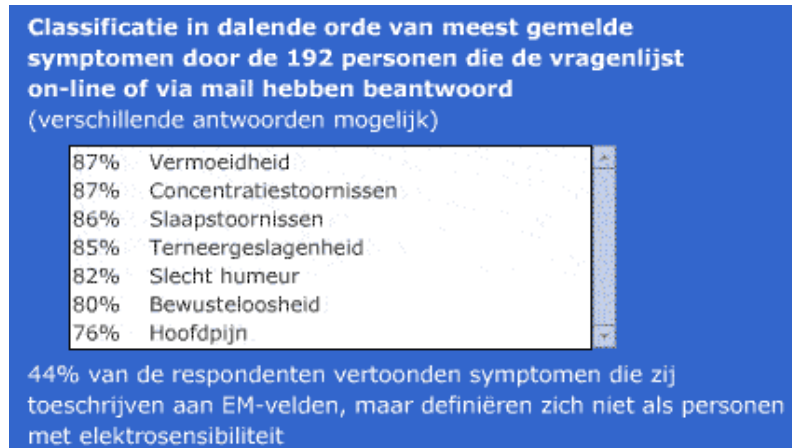 Classificatie in dalende orde van meest gemelde
symptomen door de 192 personen die de vragenlijst
on-line of via mail hebben beantwoord
(verschillende antwoorden mogelijk)
87% Vermoeidheid
87% Concentratiestoornissen
86% Slaapstoornissen
85% Terneergeslagenheid
82% Slecht humeur
80% Bewusteloosheid
76% Hoofdpijn
44% van de respondenten vertoonden symptomen die zij
toeschrijven aan EM-velden, maar definiëren zich niet als personen
met elektrosensibiliteit